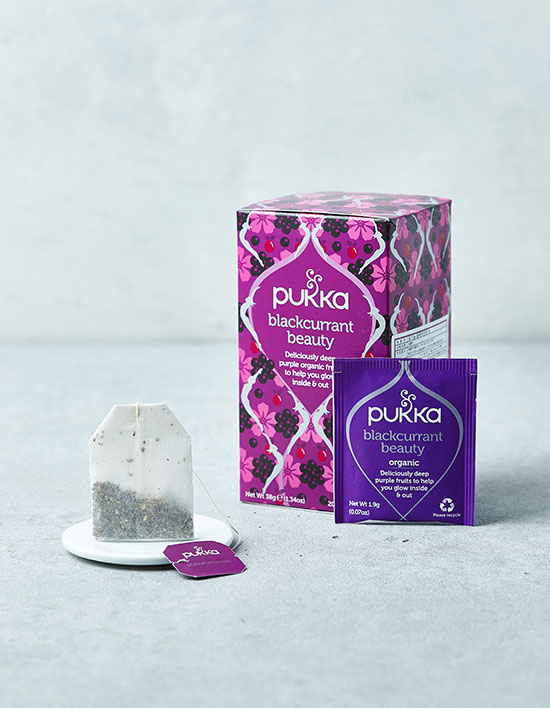 pukka
blackcurrant
beauty
Deliciously deep
purple organic
to help you glow
inside & out
Net Wt 38g ℮ (1.34oz)
pukka
blackcurrant
beauty
organic
Deliciously deep
purple fruits to help
you glow inside
& out
Net Wt 1.9g
(0.07oz)
Please recycle
pukka